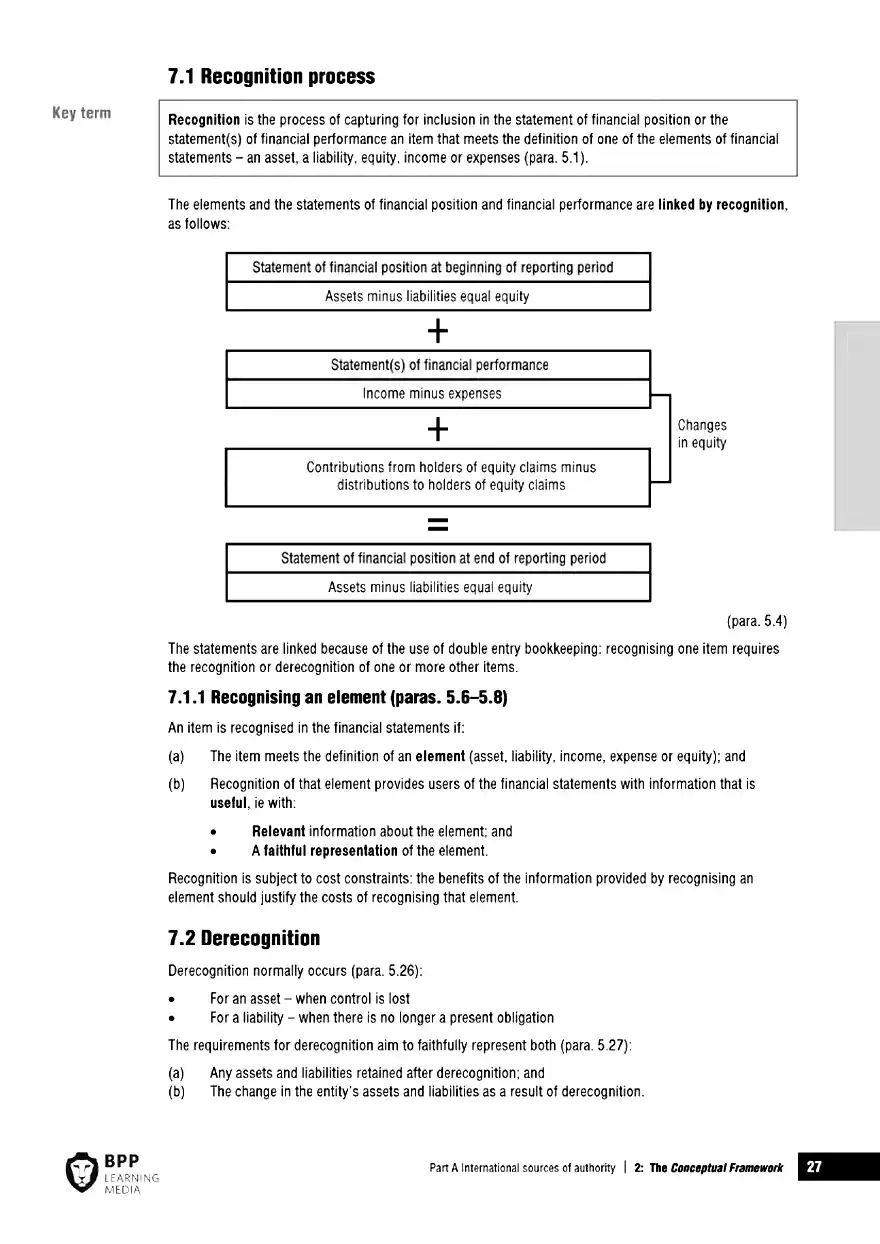 7.1 Recognition process
Key term
Recognition is the process of capturing for inclusion in the statement of financial position or the
statement(s) of financial performance an item that meets the definition of one of the elements of financial
statements – an asset, a liability, equity, income or expenses (para. 5.1).
The elements and the statements of financial position and financial performance are linked by recognition,
as follows:
Statement of financial position at beginning of reporting period
Assets minus liabilities equal equity
+
Statement(s) of financial performance
Income minus expenses
+
Changes
in equity
Contributions from holders of equity claims minus
distributions to holders of equity claims
=
Statement of financial position at end of reporting period
Assets minus liabilities equal equity
(para. 5.4)
The statements are linked because of the use of double entry bookkeeping: recognising one item requires
the recognition or derecognition of one or more other items.
7.1.1 Recognising an element (paras. 5.6–5.8)
An item is recognised in the financial statements if:
(a) The item meets the definition of an element (asset, liability, income, expense or equity); and
(b) Recognition of that element provides users of the financial statements with information that is
useful, ie with:
• Relevant information about the element; and
• A faithful representation of the element.
Recognition is subject to cost constraints: the benefits of the information provided by recognising an
element should justify the costs of recognising that element.
7.2 Derecognition
Derecognition normally occurs (para. 5.26):
• For an asset – when control is lost
• For a liability – when there is no longer a present obligation
The requirements for derecognition aim to faithfully represent both (para. 5.27):
(a) Any assets and liabilities retained after derecognition; and
(b) The change in the entity's assets and liabilities as a result of derecognition.
BPP
LEARNING
MEDIA
Part A International sources of authority | 2: The Conceptual Framework 27